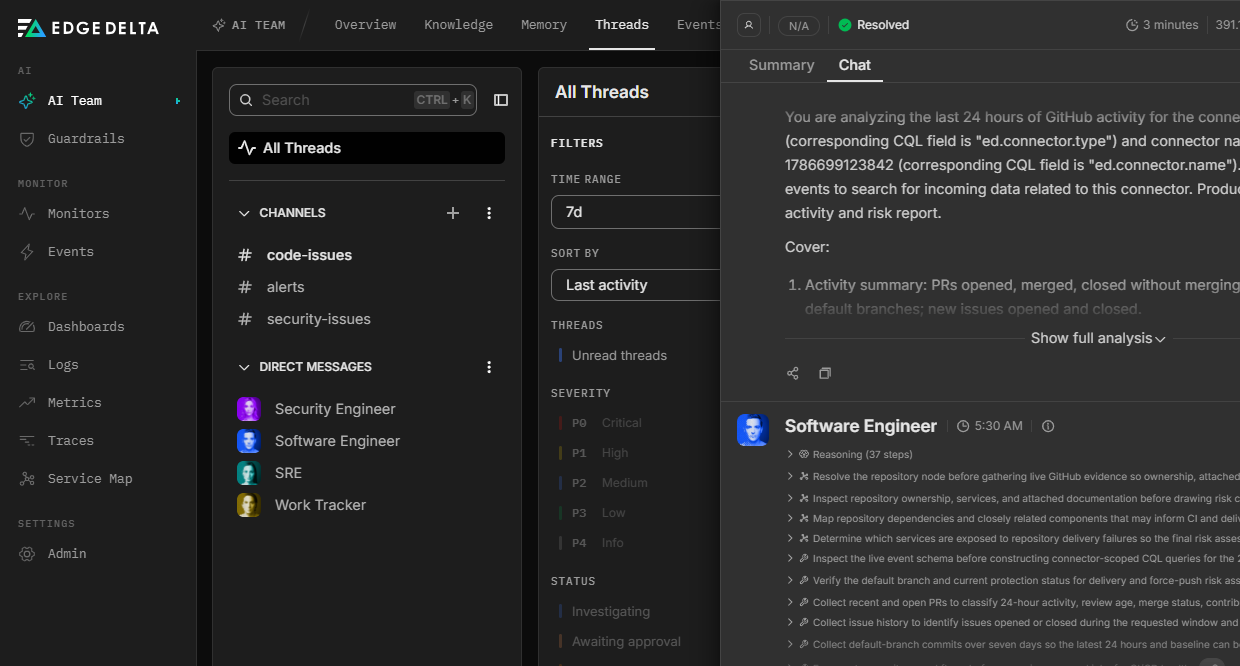 EDGE DELTA
AI
AI Team
Guardrails
MONITOR
Monitors
Events
EXPLORE
Dashboards
Logs
Metrics
Traces
Service Map
SETTINGS
Admin
AI TEAM
Overview
Knowledge
Memory
Threads
Events
Search
CTRL + K
All Threads
CHANNELS
# code-issues
# alerts
# security-issues
DIRECT MESSAGES
Security Engineer
Software Engineer
SRE
Work Tracker
All Threads
FILTERS
TIME RANGE
7d
SORT BY
Last activity
THREADS
Unread threads
SEVERITY
P0 Critical
P1 High
P2 Medium
P3 Low
P4 Info
STATUS
Investigating
Awaiting approval
N/A
Resolved
3 minutes
391.
Summary
Chat
You are analyzing the last 24 hours of GitHub activity for the conne
(corresponding CQL field is "ed.connector.type") and connector na
1786699123842 (corresponding CQL field is "ed.connector.name").
events to search for incoming data related to this connector. Produ
activity and risk report.
Cover:
1. Activity summary: PRs opened, merged, closed without merging
default branches; new issues opened and closed.
Show full analysis
Software Engineer
5:30 AM
Reasoning (37 steps)
Resolve the repository node before gathering live GitHub evidence so ownership, attached
Inspect repository ownership, services, and attached documentation before drawing risk c
Map repository dependencies and closely related components that may inform CI and deliv
Determine which services are exposed to repository delivery failures so the final risk asses
Inspect the live event schema before constructing connector-scoped CQL queries for the 2
Verify the default branch and current protection status for delivery and force-push risk ass
Collect recent and open PRs to classify 24-hour activity, review age, merge status, contrib
Collect issue history to identify issues opened or closed during the requested window and
Collect default-branch commits over seven days so the latest 24 hours and baseline can b